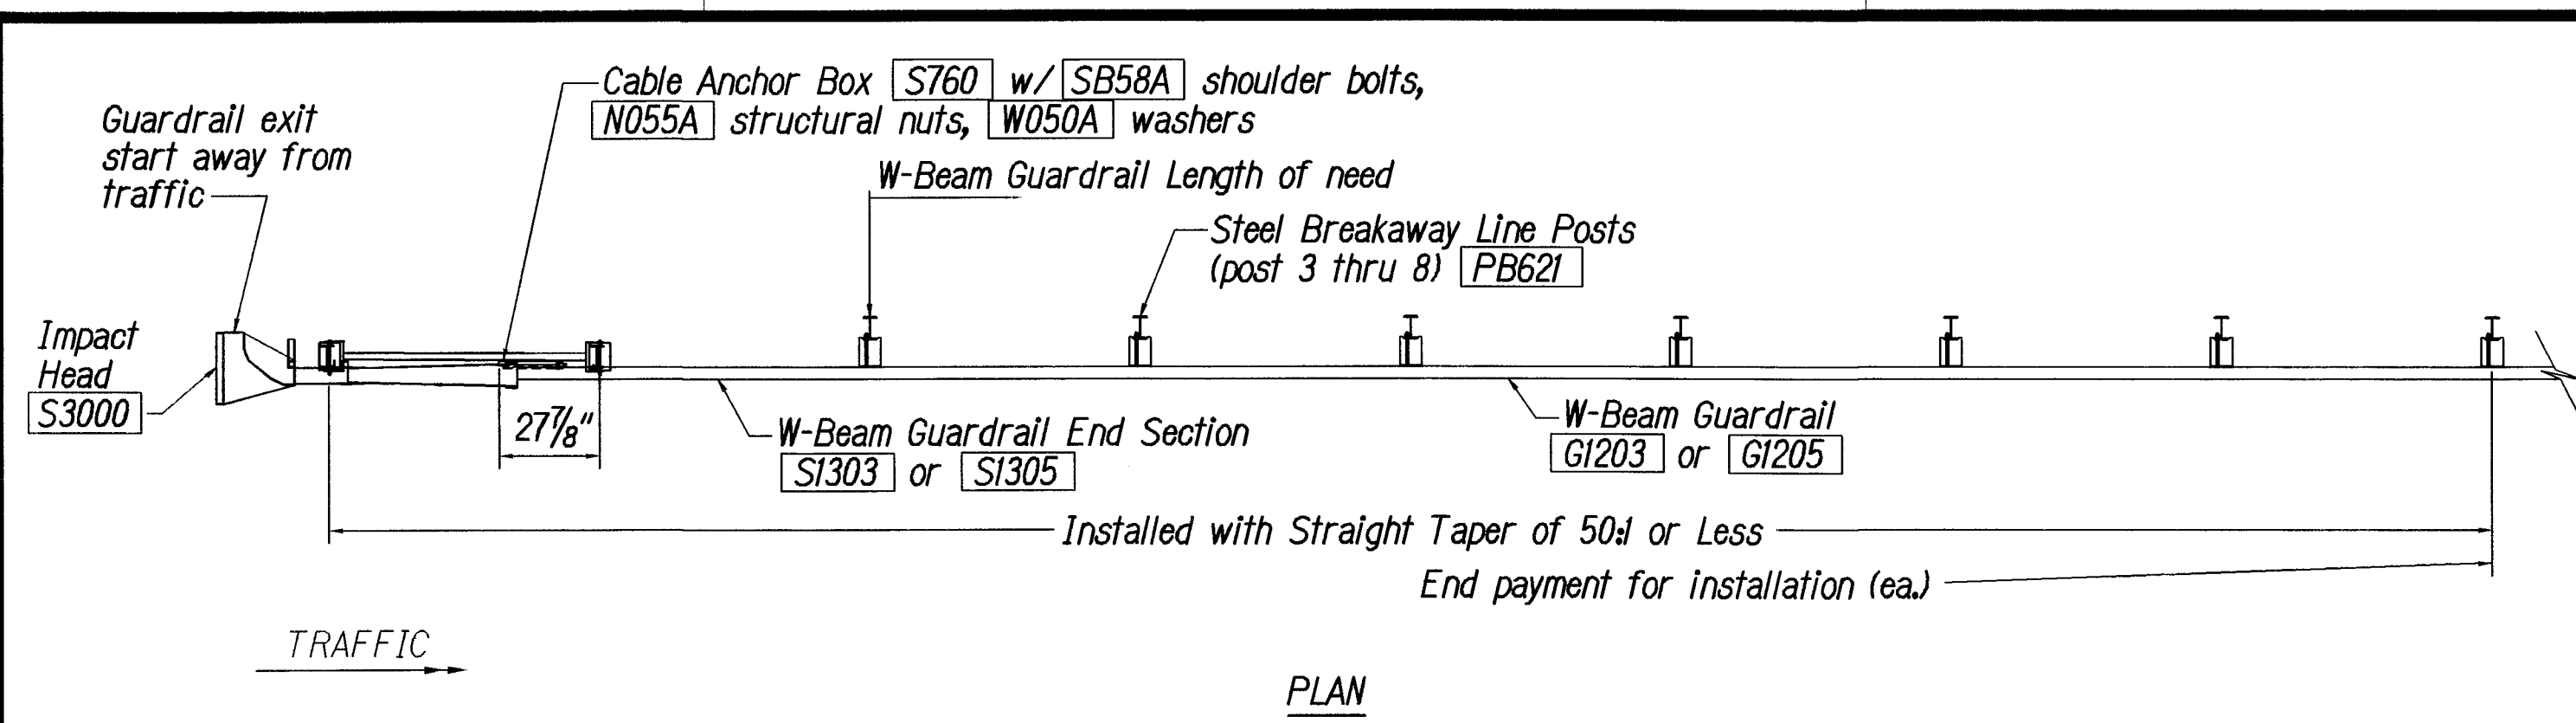 Cable Anchor Box S760 w/ SB58A shoulder bolts,
N055A structural nuts, W050A washers
Guardrail exit
start away from
traffic
W-Beam Guardrail Length of need
Steel Breakaway Line Posts
(post 3 thru 8) PB621
Impact
Head
S3000
27 7/8"
W-Beam Guardrail End Section
S1303 or S1305
W-Beam Guardrail
G1203 or G1205
Installed with Straight Taper of 50:1 or Less
End payment for installation (ea.)
TRAFFIC
PLAN